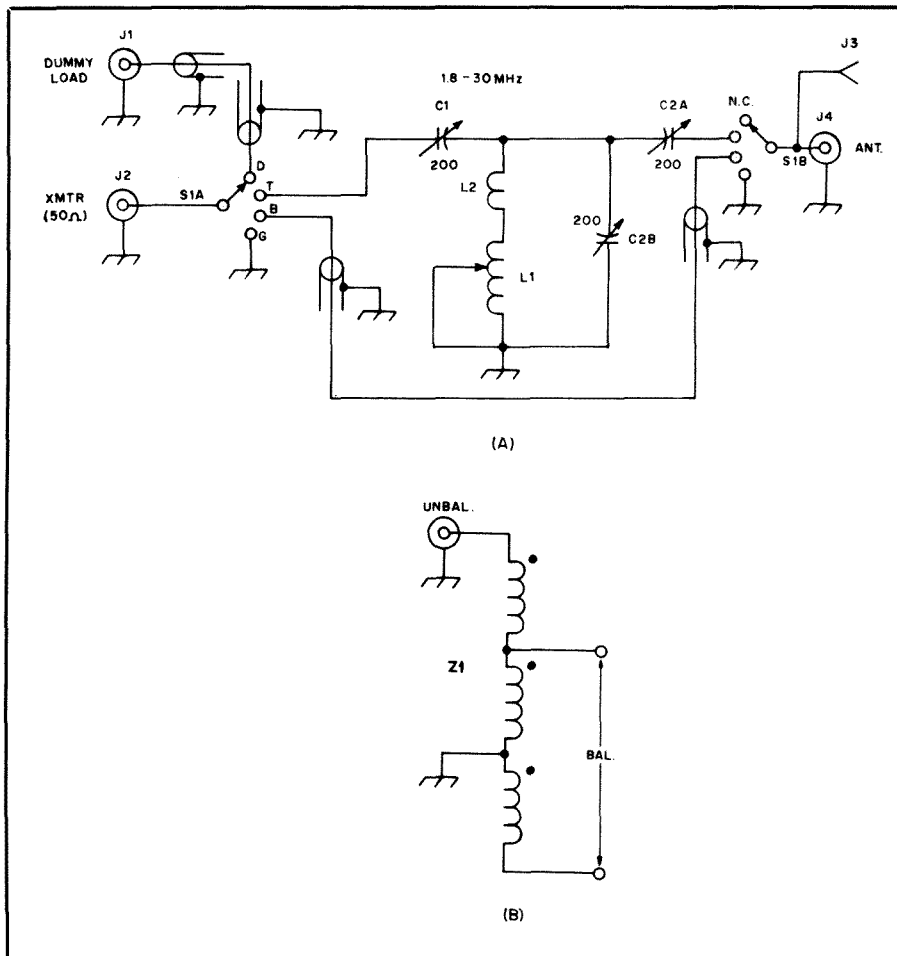 J1
DUMMY
LOAD
J2
XMTR
(50Ω)
S1A
D
T
B
G
1.8 – 30 MHz
C1
200
L2
L1
200
C2B
C2A
200
N.C.
S1B
J3
J4
ANT.
(A)
UNBAL.
Z1
BAL.
(B)